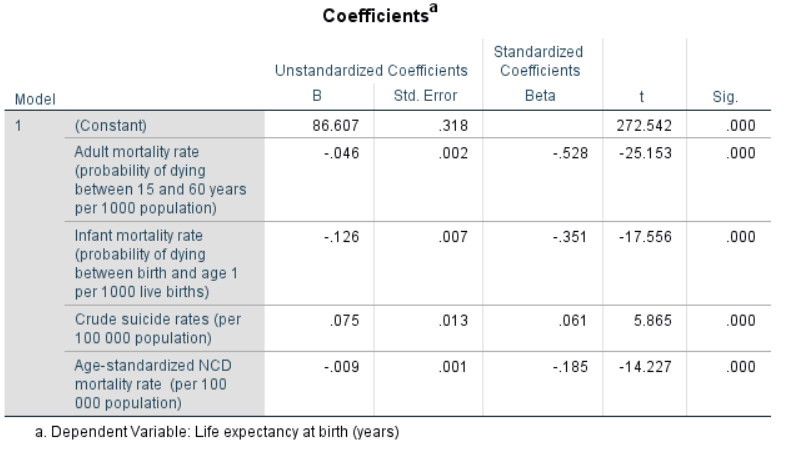 Coefficientsa
Unstandardized Coefficients
Standardized
Coefficients
Model B Std. Error Beta t Sig.
1 (Constant) 86.607 .318 272.542 .000
Adult mortality rate -.046 .002 -.528 -25.153 .000
(probability of dying
between 15 and 60 years
per 1000 population)
Infant mortality rate -.126 .007 -.351 -17.556 .000
(probability of dying
between birth and age 1
per 1000 live births)
Crude suicide rates (per .075 .013 .061 5.865 .000
100 000 population)
Age-standardized NCD -.009 .001 -.185 -14.227 .000
mortality rate (per 100
000 population)
a. Dependent Variable: Life expectancy at birth (years)